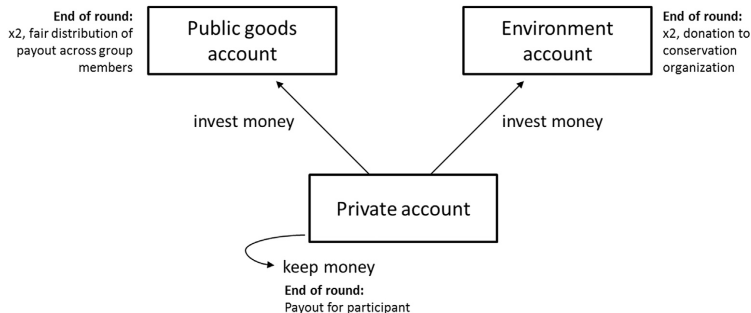 End of round:
x2, fair distribution of
payout across group
members
Public goods
account
Environment
account
End of round:
x2, donation to
conservation
organization
invest money
invest money
Private account
keep money
End of round:
Payout for participant